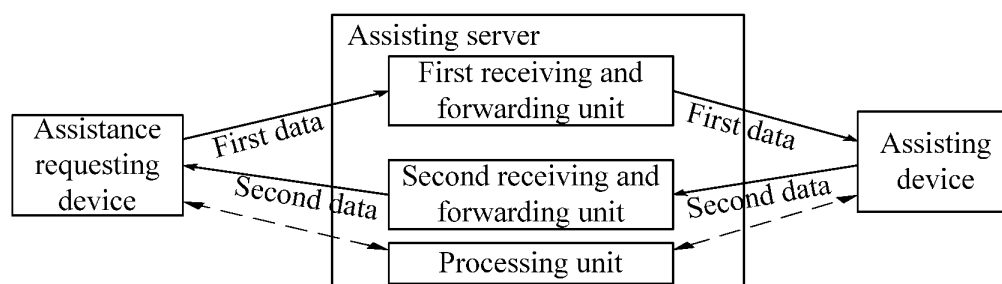 Assisting server
First receiving and
forwarding unit
First data
First data
Assistance
requesting
device
Assisting
device
Second receiving and
forwarding unit
Second data
Second data
Processing unit